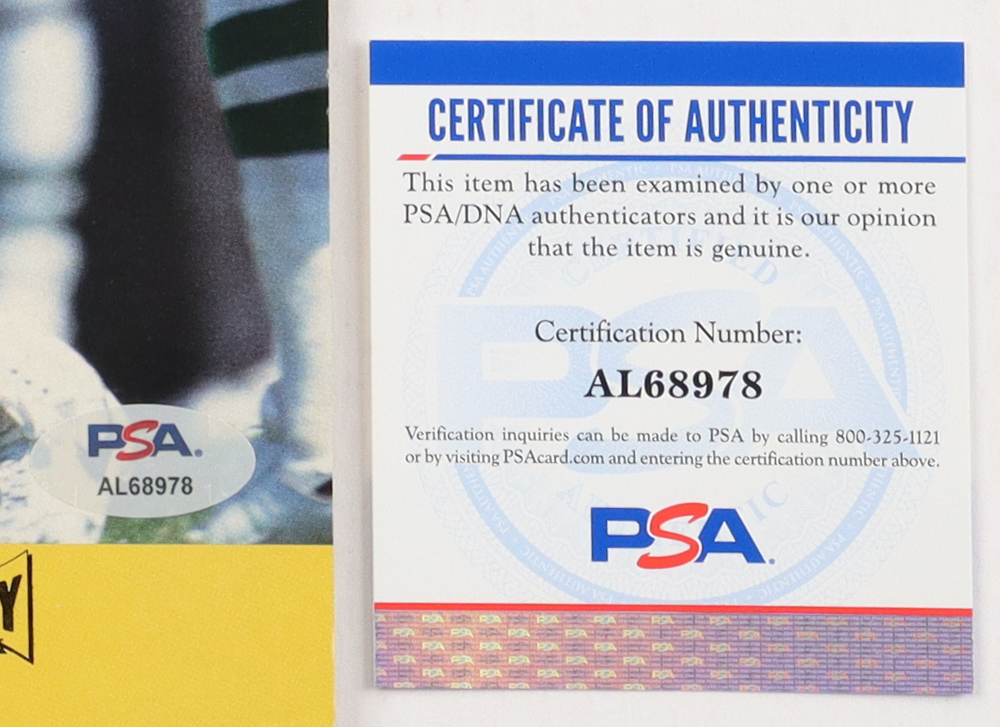 CERTIFICATE OF AUTHENTICITY
This item has been examined by one or more
PSA/DNA authenticators and it is our opinion
that the item is genuine.
Certification Number:
AL68978
Verification inquiries can be made to PSA by calling 800-325-1121
or by visiting PSAcard.com and entering the certification number above.
PSA.
PSA.
AL68978
Y